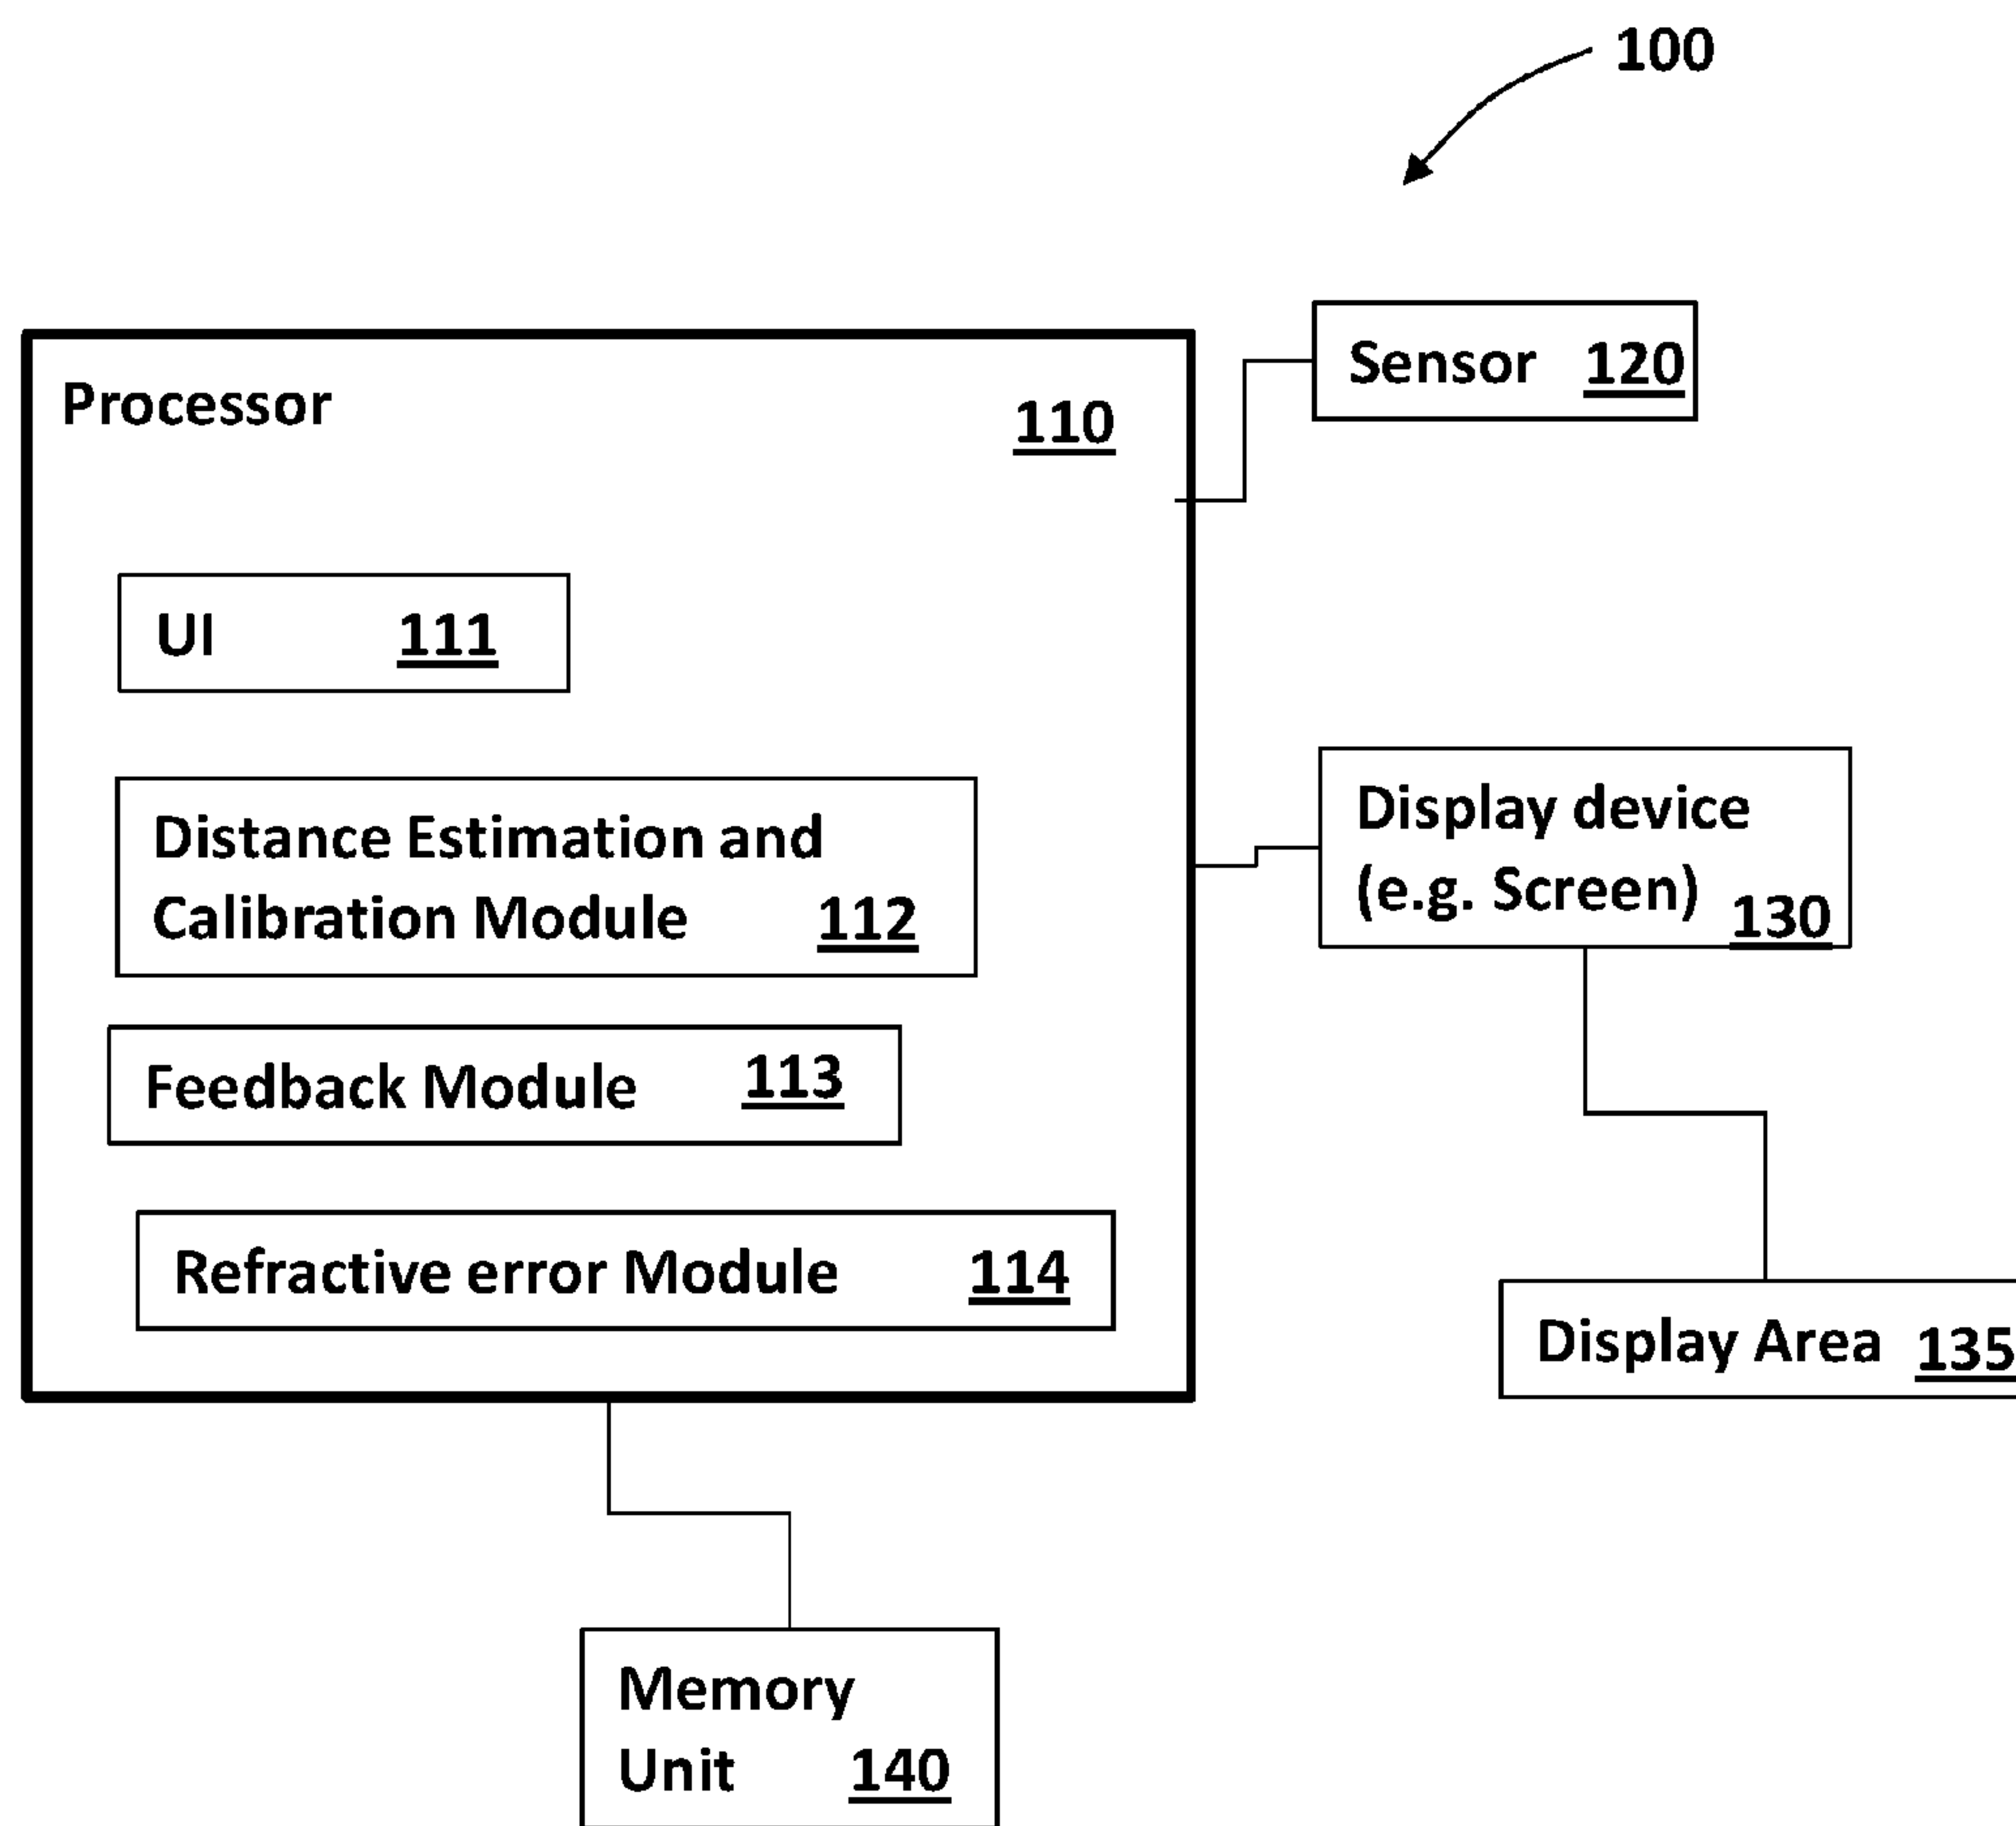 100
Sensor 120
Processor
110
UI 111
Display device
(e.g. Screen) 130
Distance Estimation and
Calibration Module 112
Feedback Module 113
Refractive error Module 114
Display Area 135
Memory
Unit 140